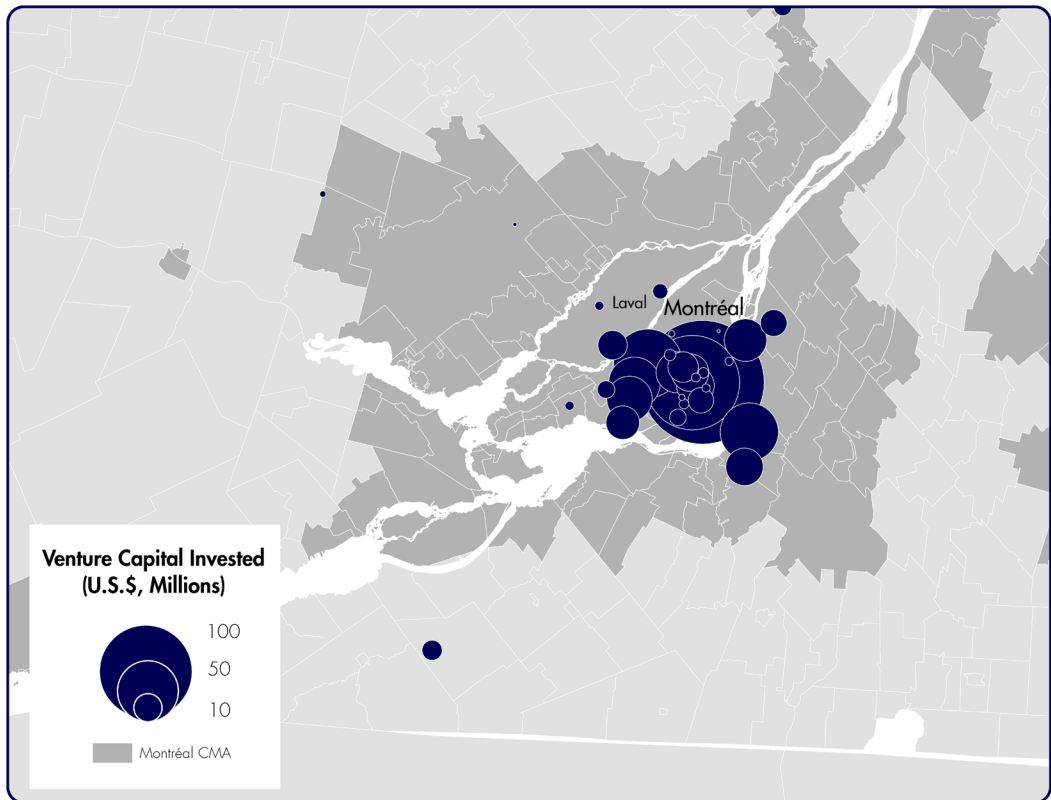 Laval
Montréal
Venture Capital Invested
(U.S.$, Millions)
100
50
10
Montréal CMA